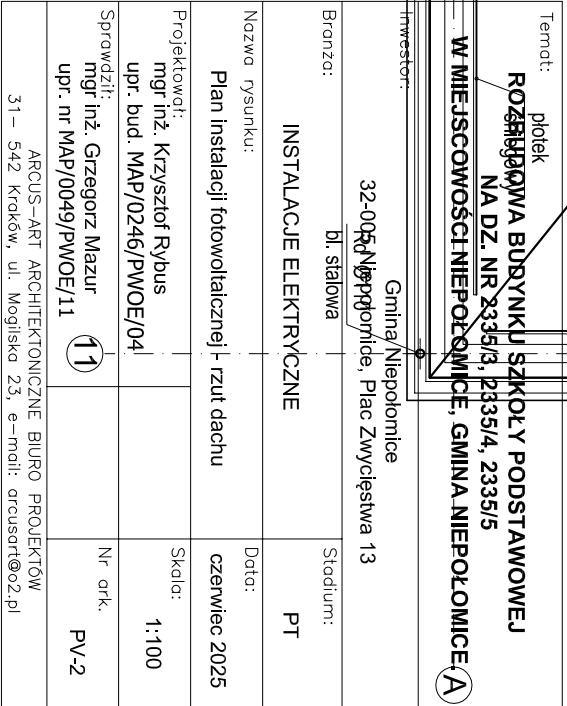 Temat:
płotek
śniegowy
ROZBUDOWA BUDYNKU SZKOŁY PODSTAWOWEJ
NA DZ. NR 2335/3, 2335/4, 2335/5
W MIEJSCOWOŚCI NIEPOŁOMICE, GMINA NIEPOŁOMICE
A
Inwestor:
Gmina Niepołomice
32-005 Niepołomice, Plac Zwycięstwa 13
bl. stalowa
Branża:
INSTALACJE ELEKTRYCZNE
Stadium:
PT
Nazwa rysunku:
Plan instalacji fotowoltaicznej - rzut dachu
Data:
czerwiec 2025
Projektował:
mgr inż. Krzysztof Rybus
upr. bud. MAP/0246/PWOE/04
Skala:
1:100
Sprawdził:
mgr inż. Grzegorz Mazur
upr. nr MAP/0049/PWOE/11
11
Nr ark.
PV-2
ARCUS-ART ARCHITEKTONICZNE BIURO PROJEKTÓW
31- 542 Kraków, ul. Mogilska 23, e-mail: arcusart@o2.pl